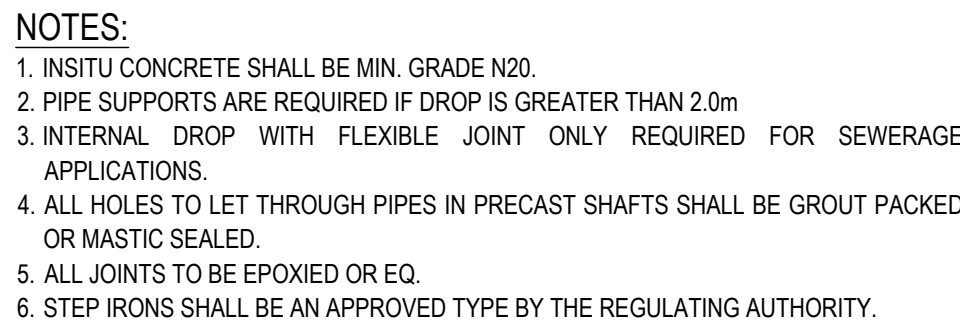 NOTES:
1. INSITU CONCRETE SHALL BE MIN. GRADE N20.
2. PIPE SUPPORTS ARE REQUIRED IF DROP IS GREATER THAN 2.0m
3. INTERNAL DROP WITH FLEXIBLE JOINT ONLY REQUIRED FOR SEWERAGE
APPLICATIONS.
4. ALL HOLES TO LET THROUGH PIPES IN PRECAST SHAFTS SHALL BE GROUT PACKED
OR MASTIC SEALED.
5. ALL JOINTS TO BE EPOXIED OR EQ.
6. STEP IRONS SHALL BE AN APPROVED TYPE BY THE REGULATING AUTHORITY.